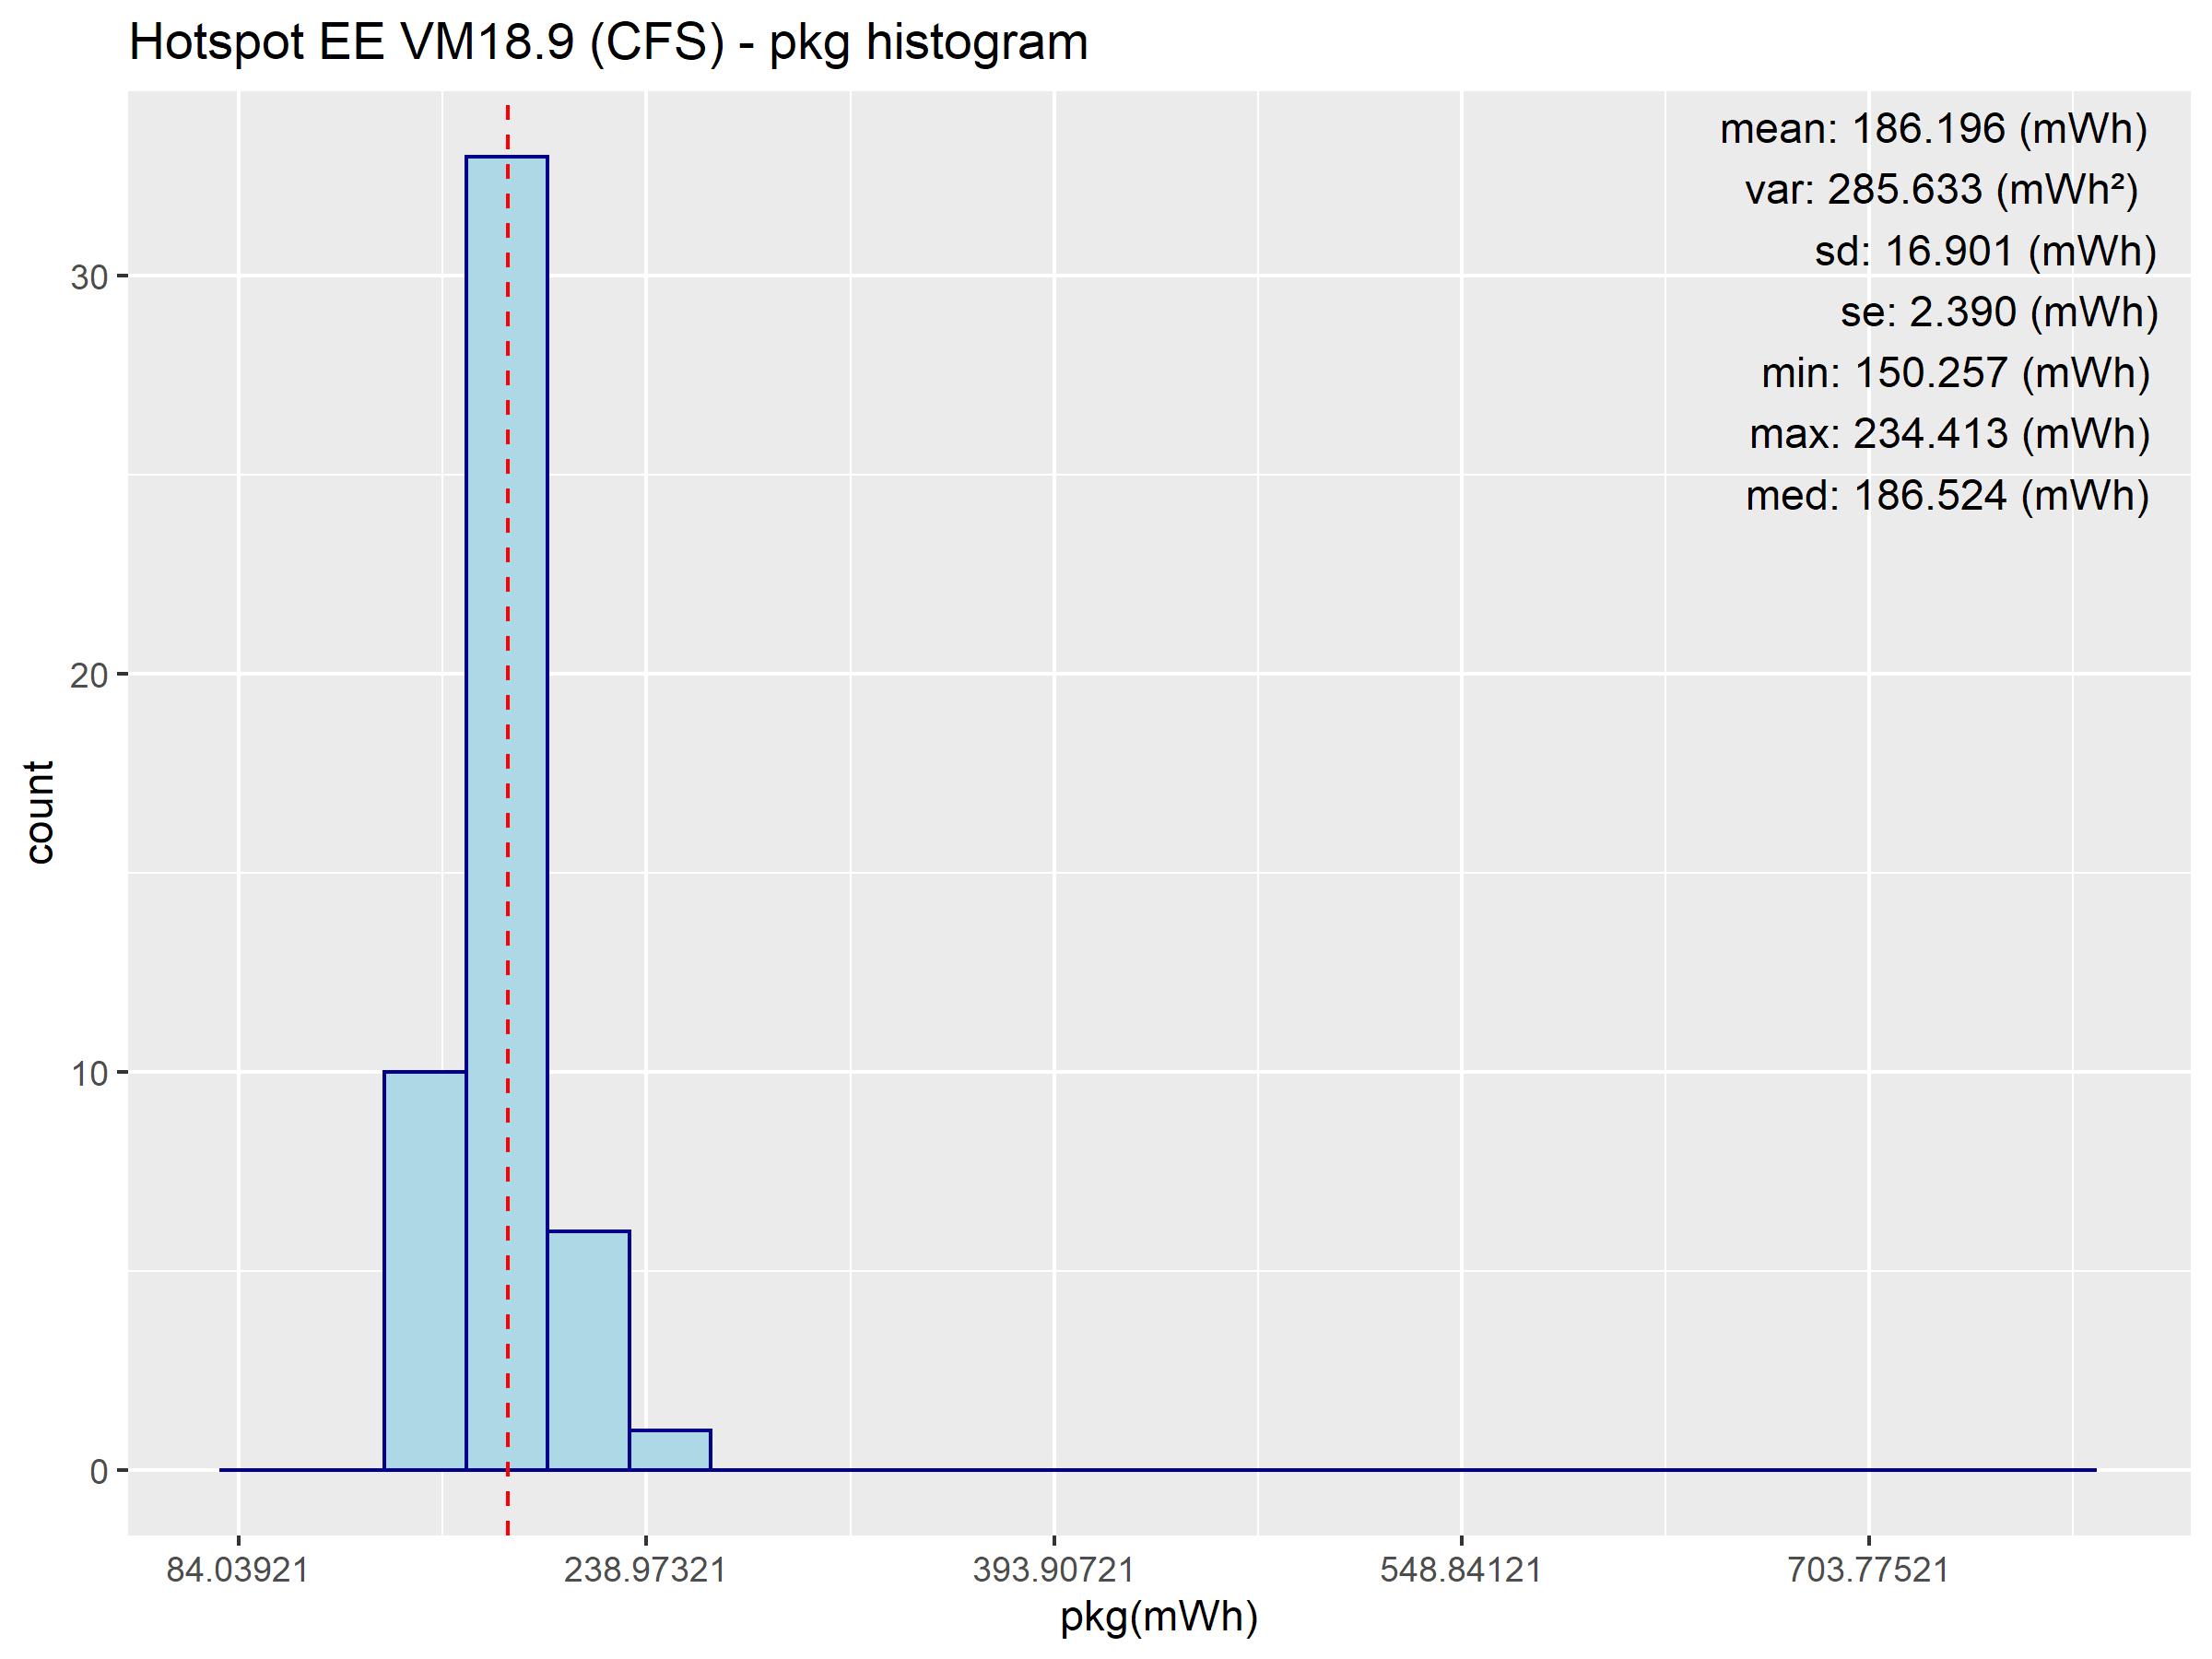 Hotspot EE VM18.9 (CFS) - pkg histogram
mean: 186.196 (mWh)
var: 285.633 (mWh²)
sd: 16.901 (mWh)
se: 2.390 (mWh)
min: 150.257 (mWh)
max: 234.413 (mWh)
med: 186.524 (mWh)
30
20
10
0
count
84.03921 238.97321 393.90721 548.84121 703.77521
pkg(mWh)